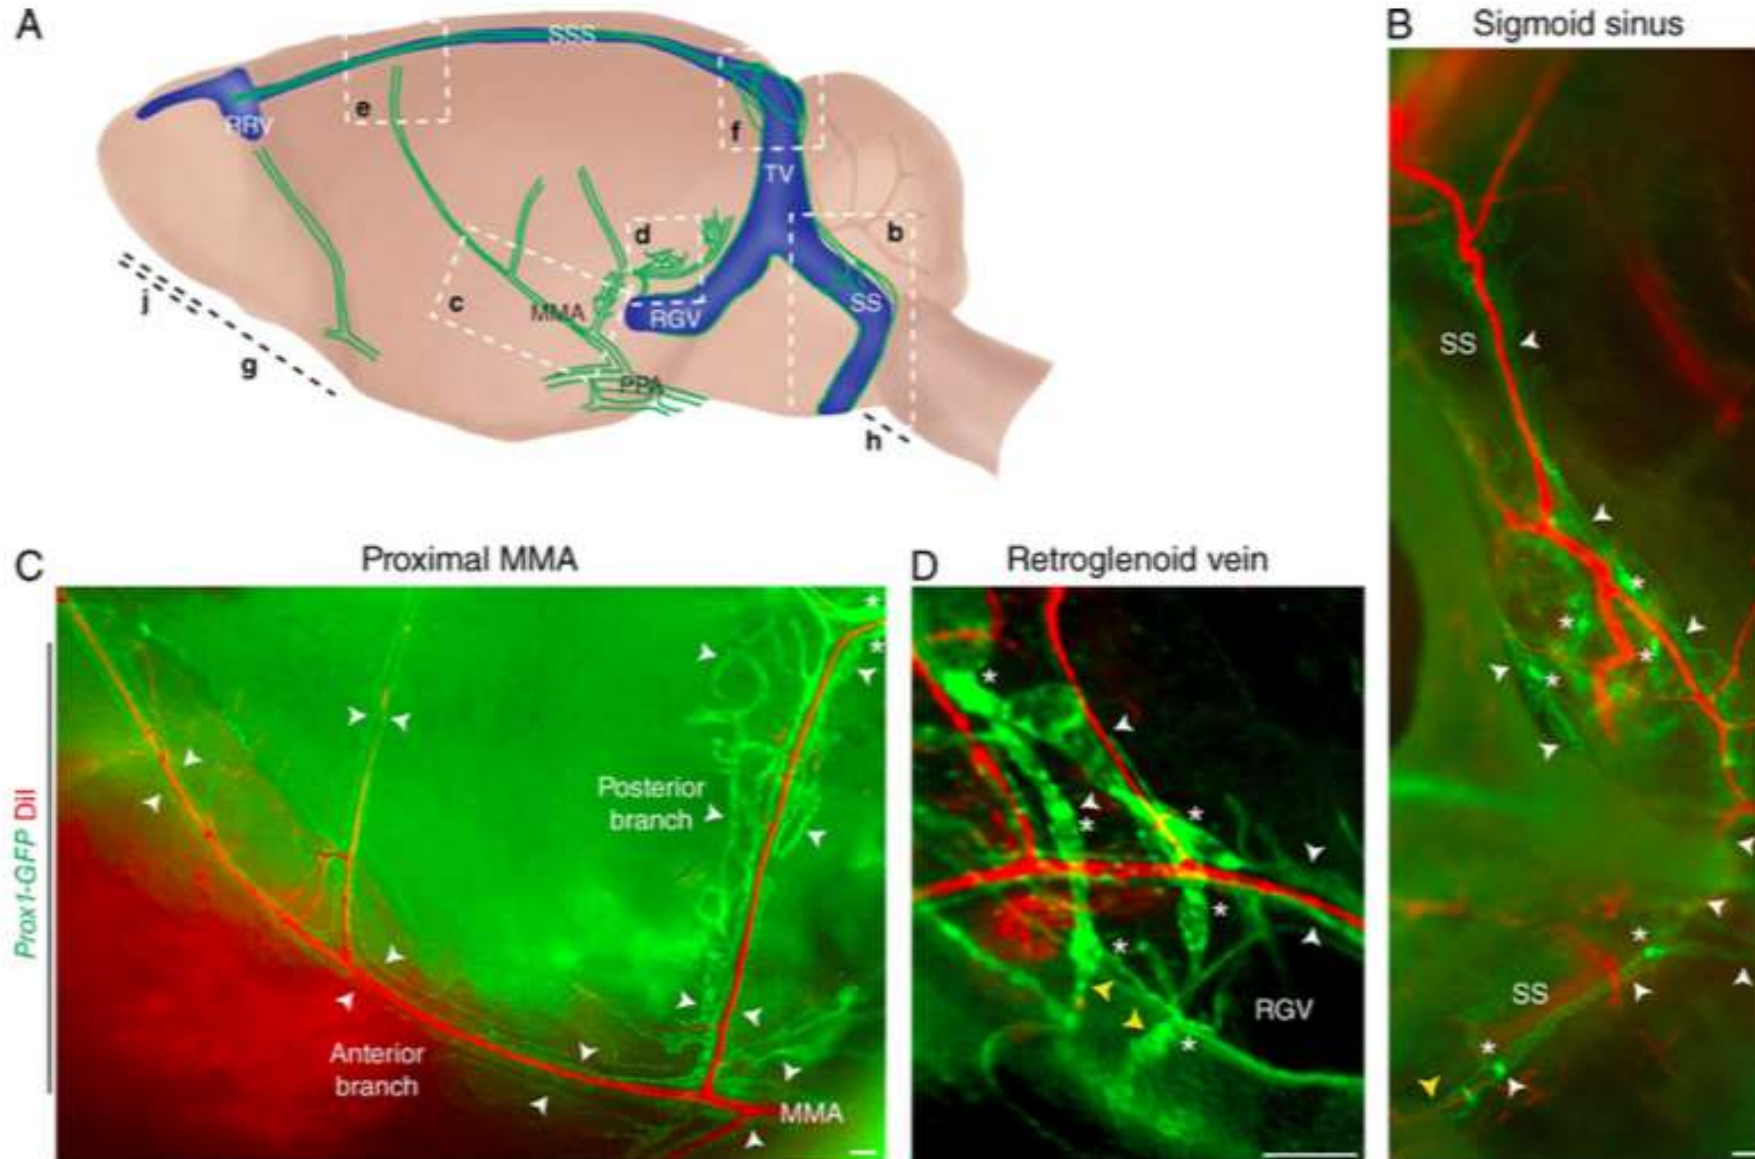 A
SSS
RRV
e
f
TV
d
b
c
MMA
RGV
SS
j
g
PPA
h
B Sigmoid sinus
SS
*
*
*
*
*
SS
*
C Proximal MMA
Prox1-GFP DiI
*
*
Posterior
branch
Anterior
branch
MMA
D Retroglenoid vein
*
*
*
*
*
*
RGV